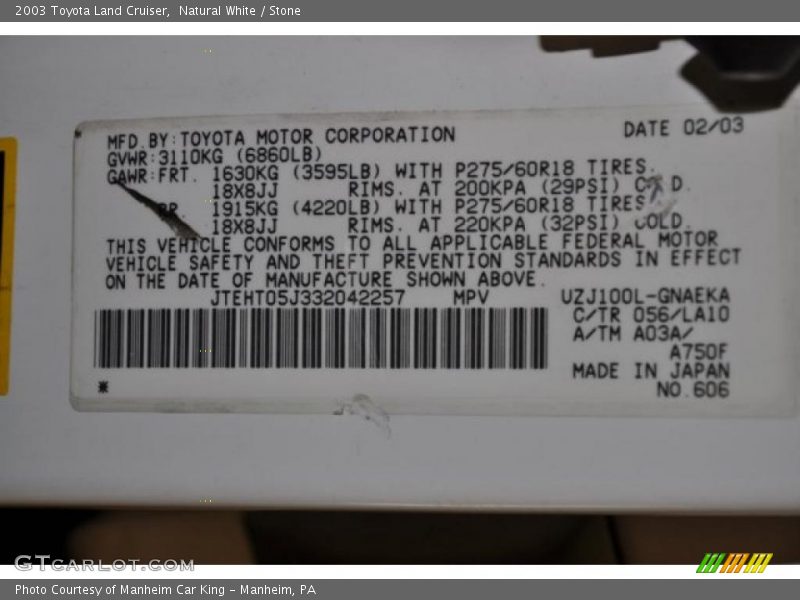 2003 Toyota Land Cruiser, Natural White / Stone
MFD.BY:TOYOTA MOTOR CORPORATION DATE 02/03
GVWR:3110KG (6860LB)
GAWR:FRT. 1630KG (3595LB) WITH P275/60R18 TIRES.
18X8JJ RIMS. AT 200KPA (29PSI)
RR. 1915KG (4220LB) WITH P275/60R18 TIRES
18X8JJ RIMS. AT 220KPA (32PSI) COLD.
THIS VEHICLE CONFORMS TO ALL APPLICABLE FEDERAL MOTOR
VEHICLE SAFETY AND THEFT PREVENTION STANDARDS IN EFFECT
ON THE DATE OF MANUFACTURE SHOWN ABOVE.
JTEHT05J332042257 MPV UZJ100L-GNAEKA
C/TR 056/LA10
A/TM A03A/
A750F
MADE IN JAPAN
NO.606
GTcarlot.com
Photo Courtesy of Manheim Car King - Manheim, PA